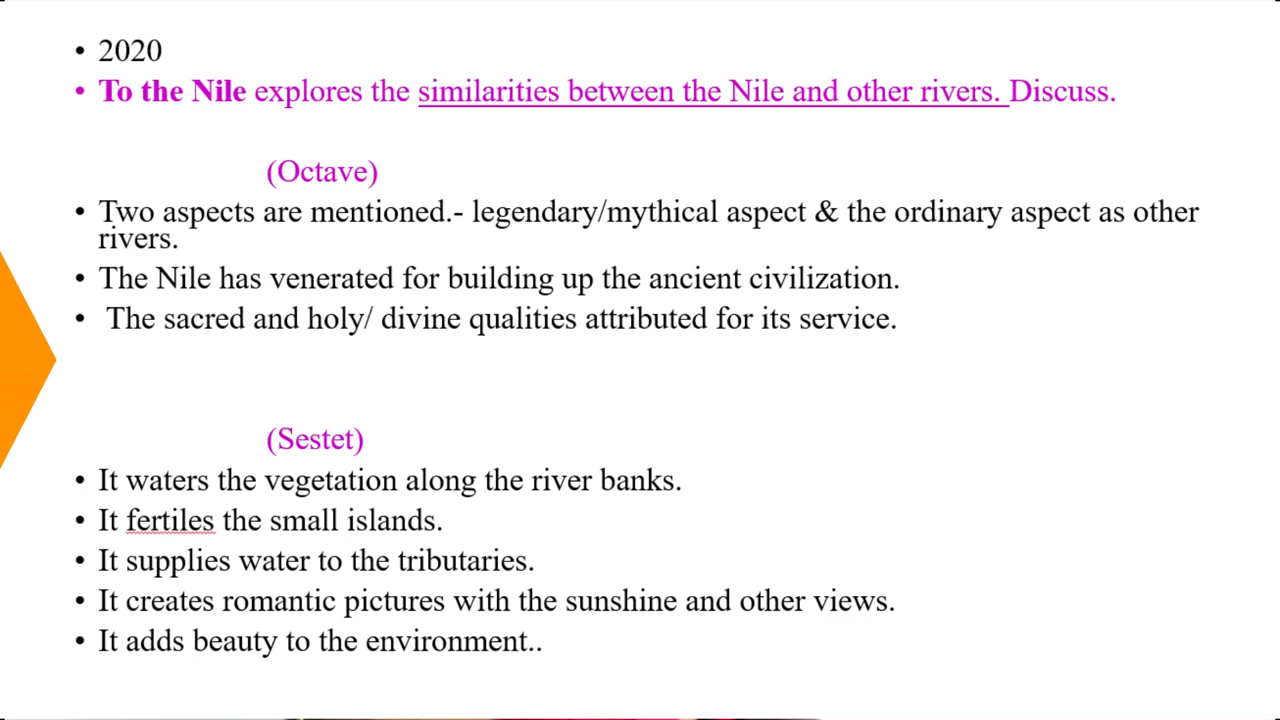 • 2020
• To the Nile explores the similarities between the Nile and other rivers. Discuss.
(Octave)
• Two aspects are mentioned.- legendary/mythical aspect & the ordinary aspect as other
rivers.
• The Nile has venerated for building up the ancient civilization.
• The sacred and holy/ divine qualities attributed for its service.
(Sestet)
• It waters the vegetation along the river banks.
• It fertiles the small islands.
• It supplies water to the tributaries.
• It creates romantic pictures with the sunshine and other views.
• It adds beauty to the environment..